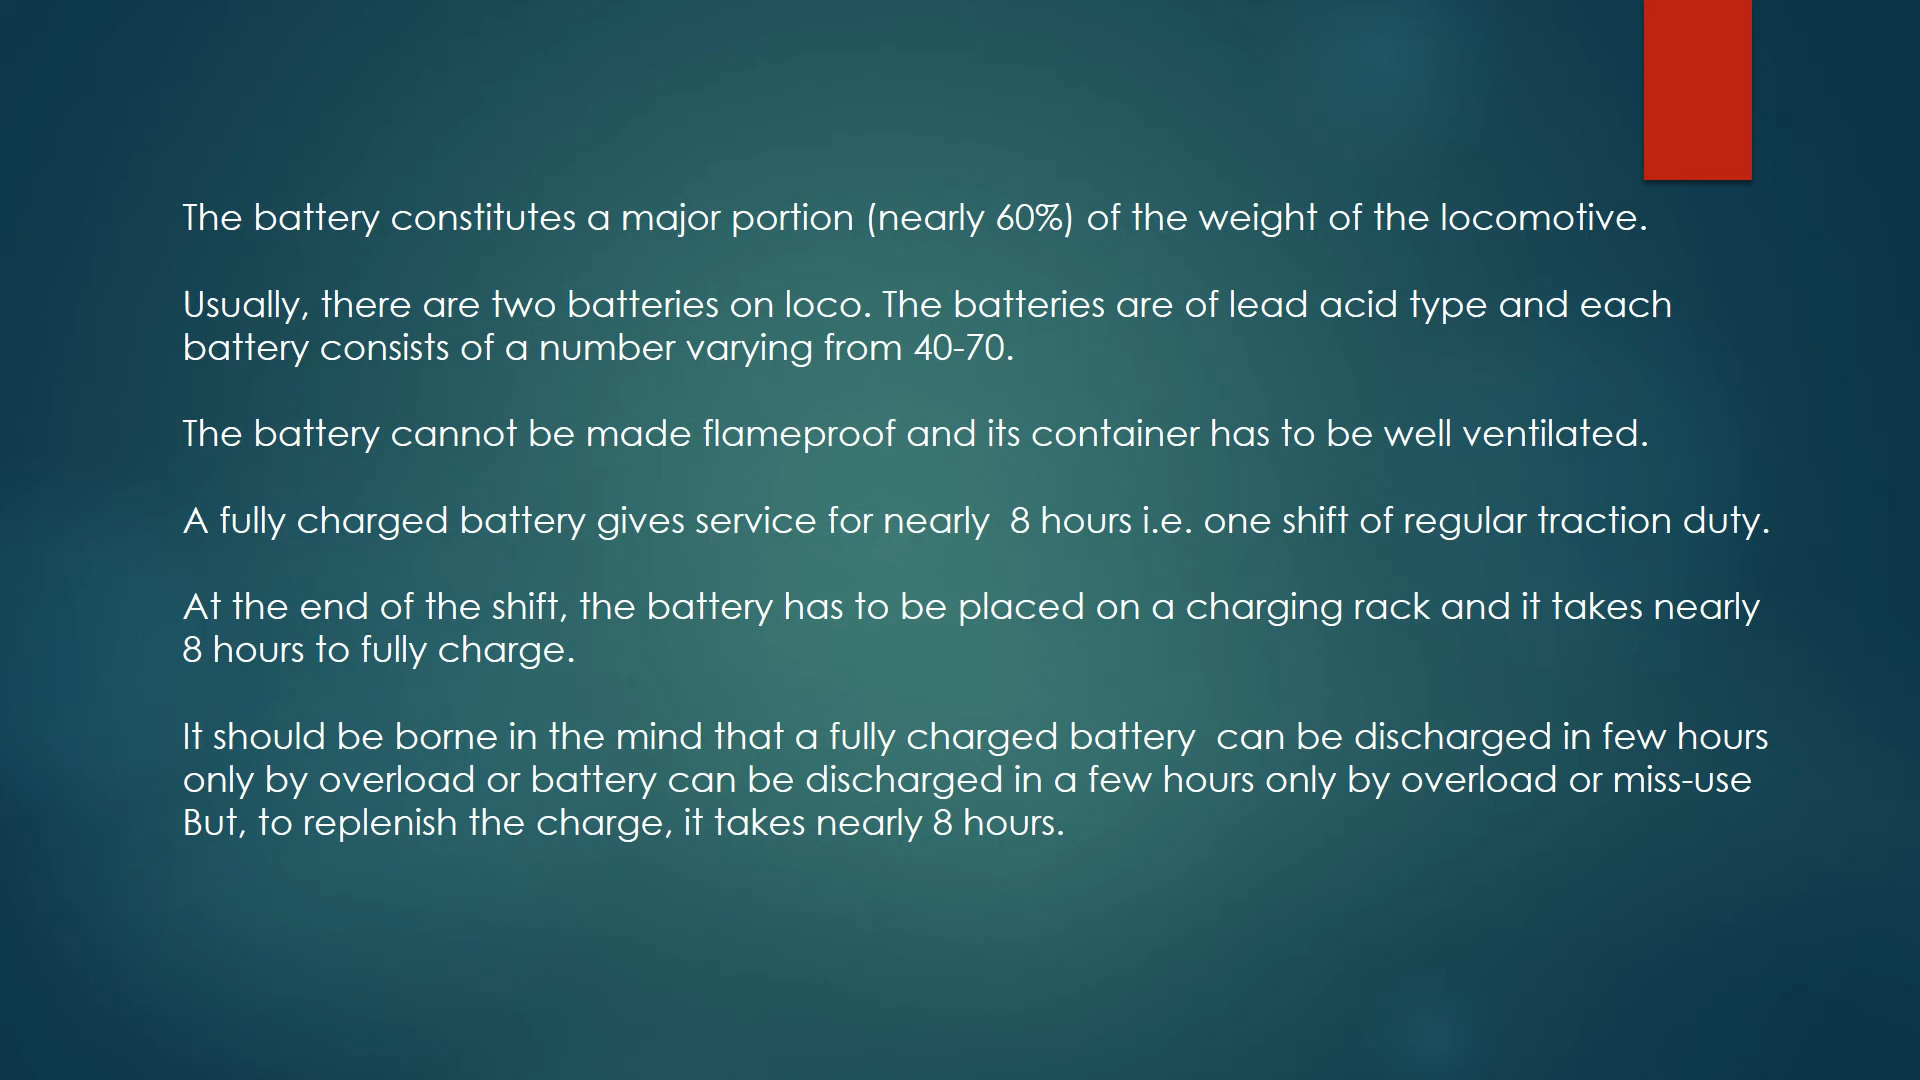 The battery constitutes a major portion (nearly 60%) of the weight of the locomotive.
Usually, there are two batteries on loco. The batteries are of lead acid type and each
battery consists of a number varying from 40-70.
The battery cannot be made flameproof and its container has to be well ventilated.
A fully charged battery gives service for nearly  8 hours i.e. one shift of regular traction duty.
At the end of the shift, the battery has to be placed on a charging rack and it takes nearly
8 hours to fully charge.
It should be borne in the mind that a fully charged battery  can be discharged in few hours
only by overload or battery can be discharged in a few hours only by overload or miss-use
But, to replenish the charge, it takes nearly 8 hours.